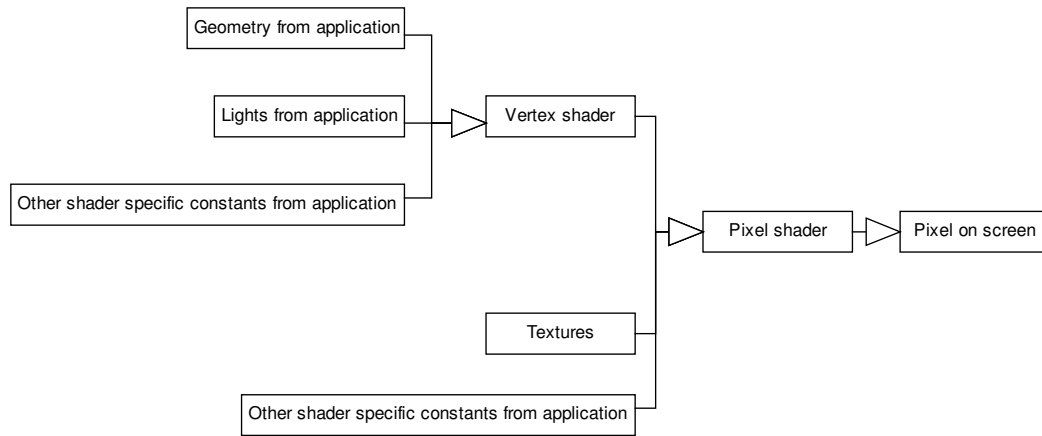 Geometry from application
Lights from application
Vertex shader
Other shader specific constants from application
Pixel shader
Pixel on screen
Textures
Other shader specific constants from application